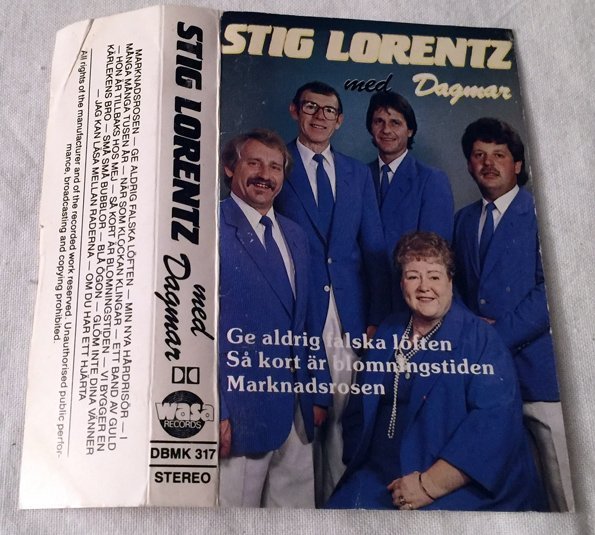 STIG LORENTZ
med Dagmar
Ge aldrig falska löften
Så kort är blomningstiden
Marknadsrosen
STIG LORENTZ med Dagmar
wasa
RECORDS
DBMK 317
STEREO
MARKNADSROSEN – GE ALDRIG FALSKA LÖFTEN – MIN NYA HÅRDRISOR – I
MÅNGA MÅNGA TUSEN ÅR – NÄR SOM KLOCKAN KLINGAR – ETT BAND AV GULD
– HON ÄR TILLBAKS HOS MEJ – SÅ KORT ÄR BLOMNINGSTIDEN – VI BYGGER EN
KÄRLEKENS BRO – SMÅ SMÅ BUBBLOR – BLÅ ÖGON – GLÖM INTE DINA VÄNNER
– JAG KAN LÄSA MELLAN RADERNA – OM DU HAR ETT HJÄRTA
All rights of the manufacturer and of the recorded work reserved. Unauthorised public perfor-
mance, broadcasting and copying prohibited.